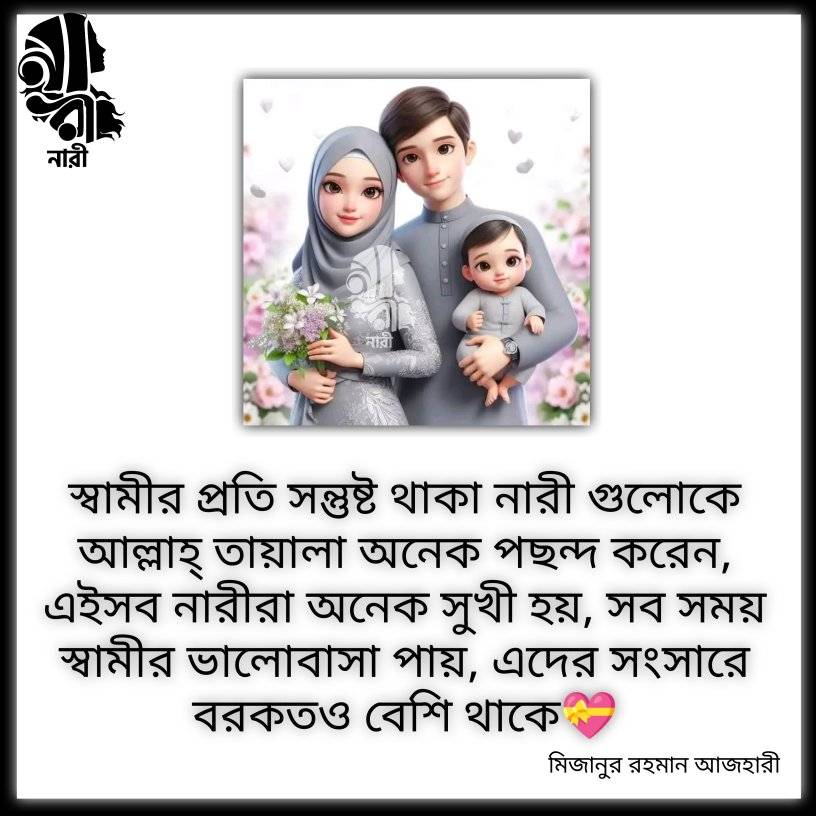 নারী
নারী
নারী
নারী
স্বামীর প্রতি সন্তুষ্ট থাকা নারী গুলোকে
আল্লাহ্ তায়ালা অনেক পছন্দ করেন,
এইসব নারীরা অনেক সুখী হয়, সব সময়
স্বামীর ভালোবাসা পায়, এদের সংসারে
বরকতও বেশি থাকে💝
মিজানুর রহমান আজহারী